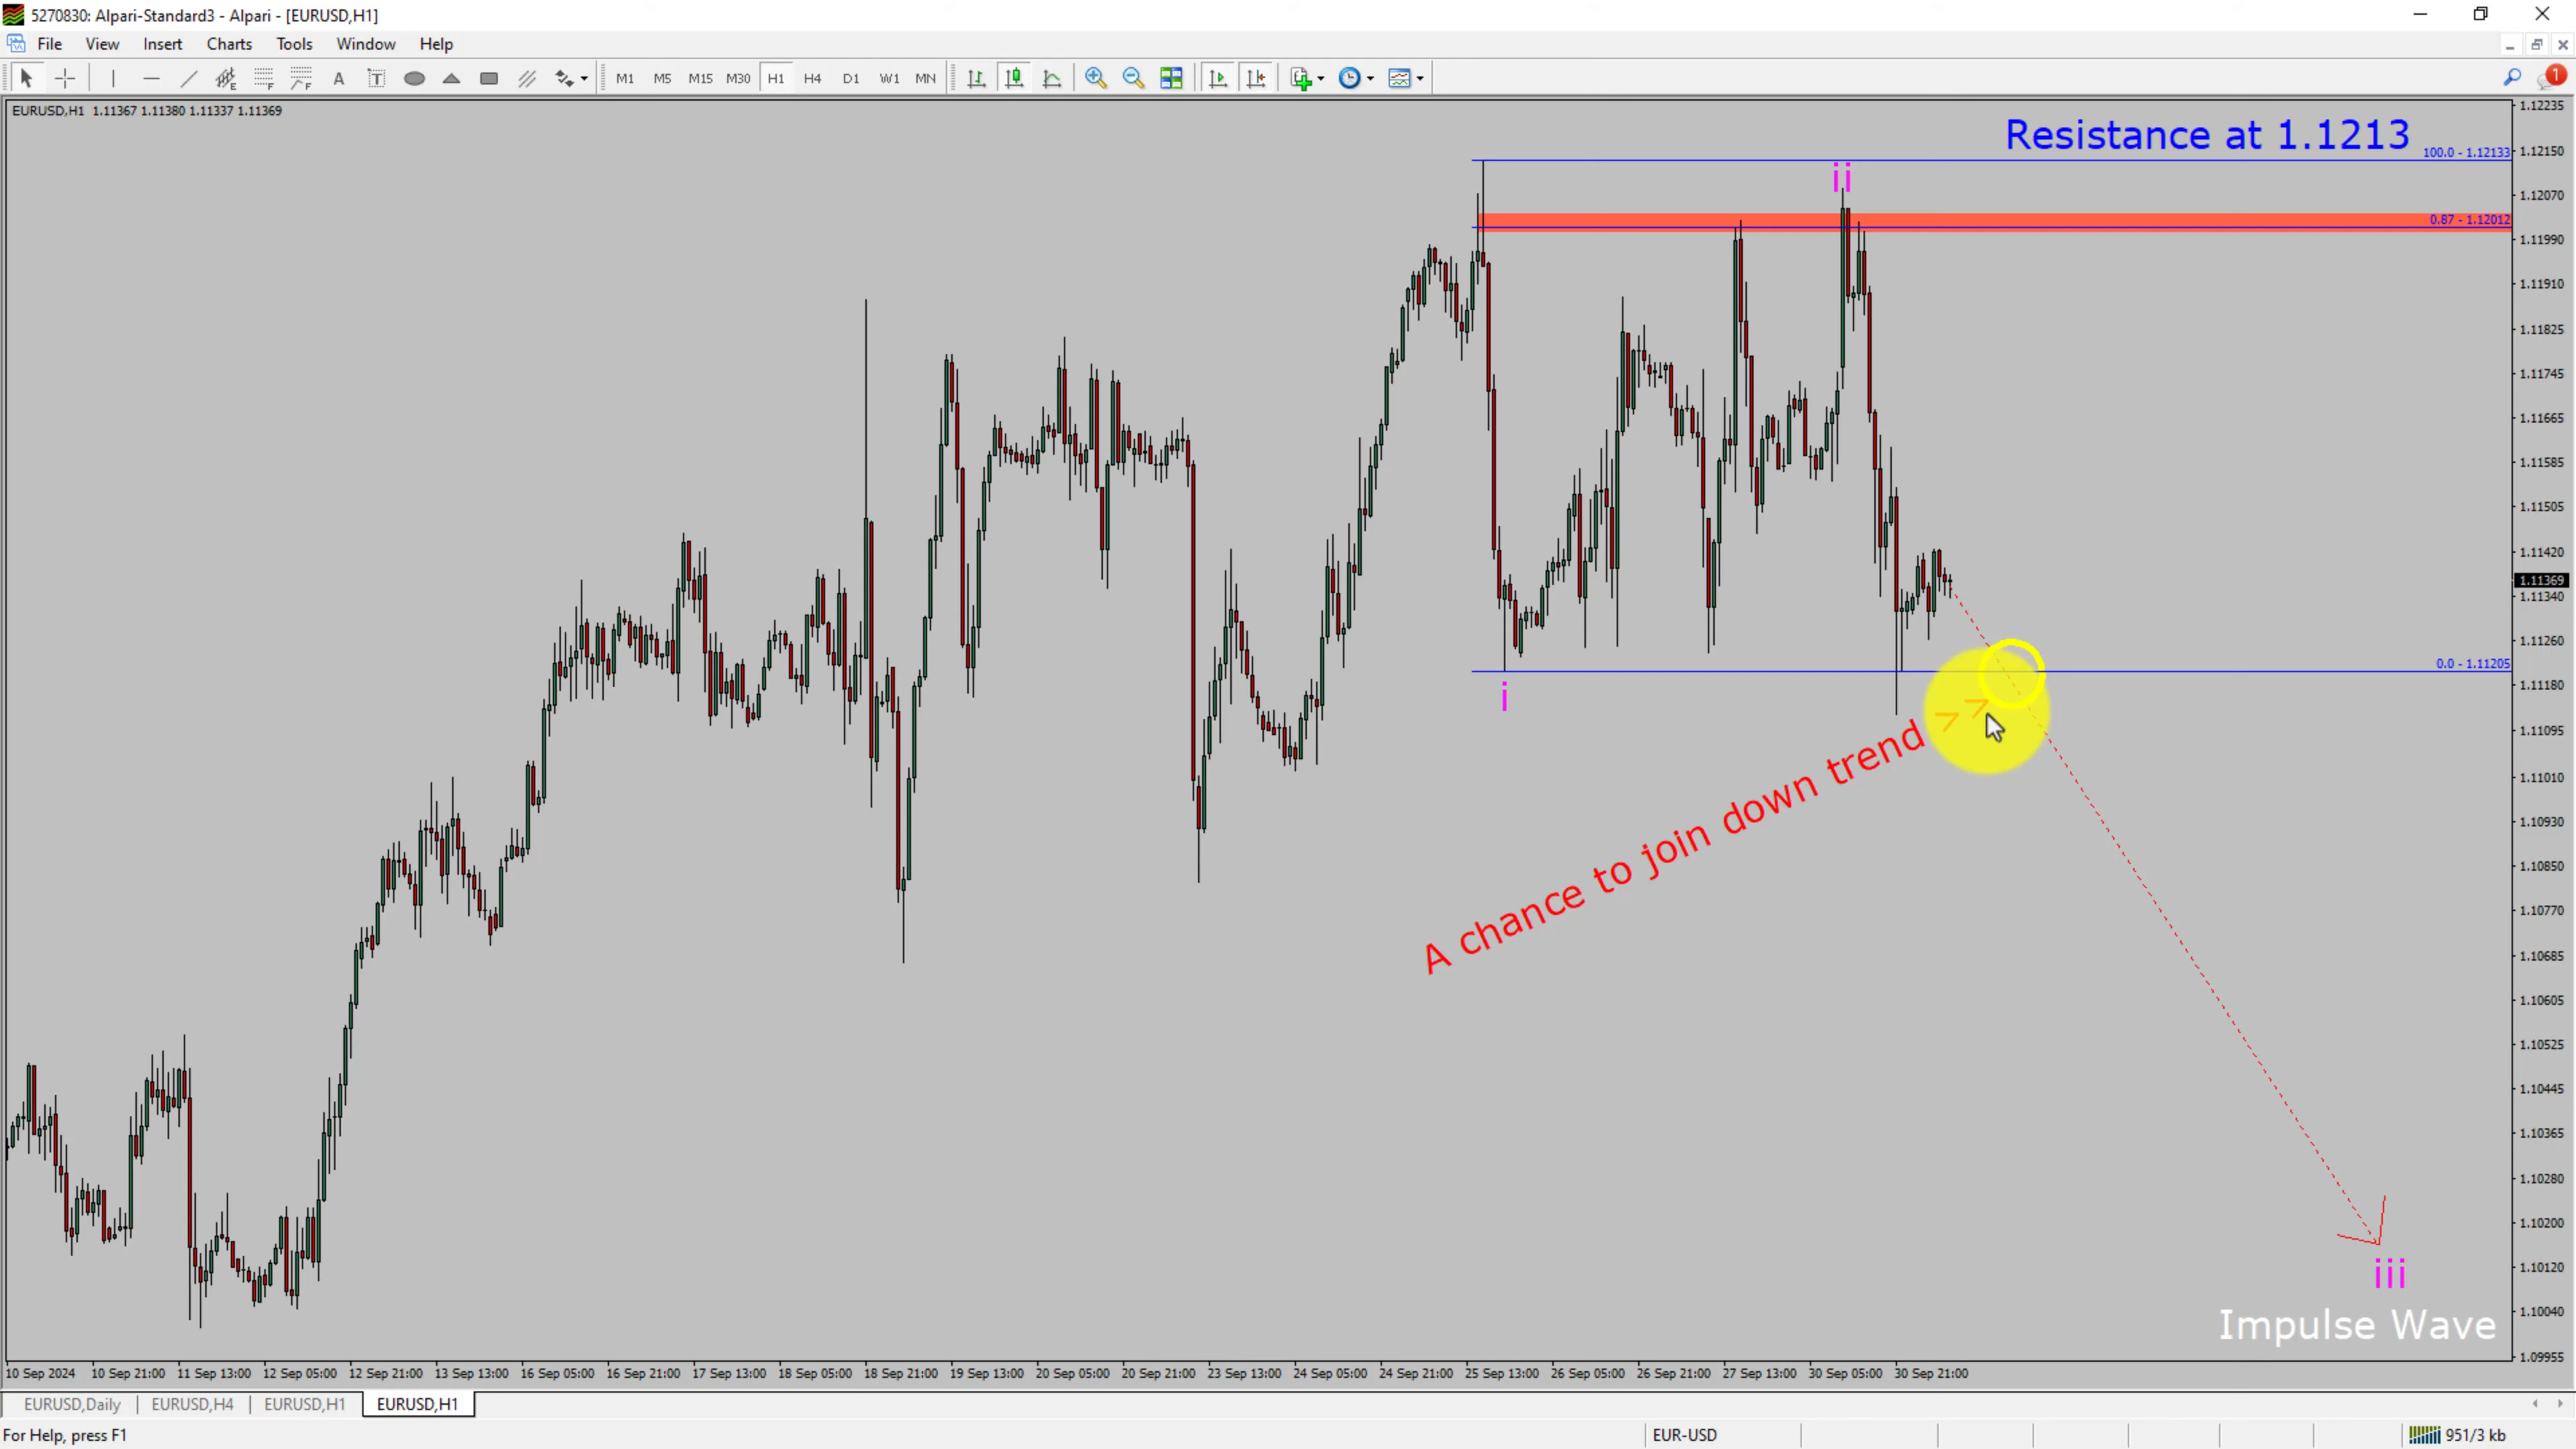 5270830: Alpari-Standard3 - Alpari - [EURUSD,H1]
File View Insert Charts Tools Window Help
A T M1 M5 M15 M30 H1 H4 D1 W1 MN 1
EURUSD,H1 1.11367 1.11380 1.11337 1.11369
1.12235
Resistance at 1.1213
100.0 - 1.12133
1.12150
ii
1.12070
0.87 - 1.12012
1.11990
1.11910
1.11825
1.11745
1.11665
1.11585
1.11505
1.11420
1.11369
1.11340
1.11260
0.0 - 1.11205
1.11180
i
A chance to join down trend > >
1.11095
1.11010
1.10930
1.10850
1.10770
1.10685
1.10605
1.10525
1.10445
1.10365
1.10280
1.10200
1.10120
iii
1.10040
Impulse Wave
1.09955
10 Sep 2024 10 Sep 21:00 11 Sep 13:00 12 Sep 05:00 12 Sep 21:00 13 Sep 13:00 16 Sep 05:00 16 Sep 21:00 17 Sep 13:00 18 Sep 05:00 18 Sep 21:00 19 Sep 13:00 20 Sep 05:00 20 Sep 21:00 23 Sep 13:00 24 Sep 05:00 24 Sep 21:00 25 Sep 13:00 26 Sep 05:00 26 Sep 21:00 27 Sep 13:00 30 Sep 05:00 30 Sep 21:00
EURUSD,Daily EURUSD,H4 EURUSD,H1 EURUSD,H1
For Help, press F1 EUR-USD 951/3 kb